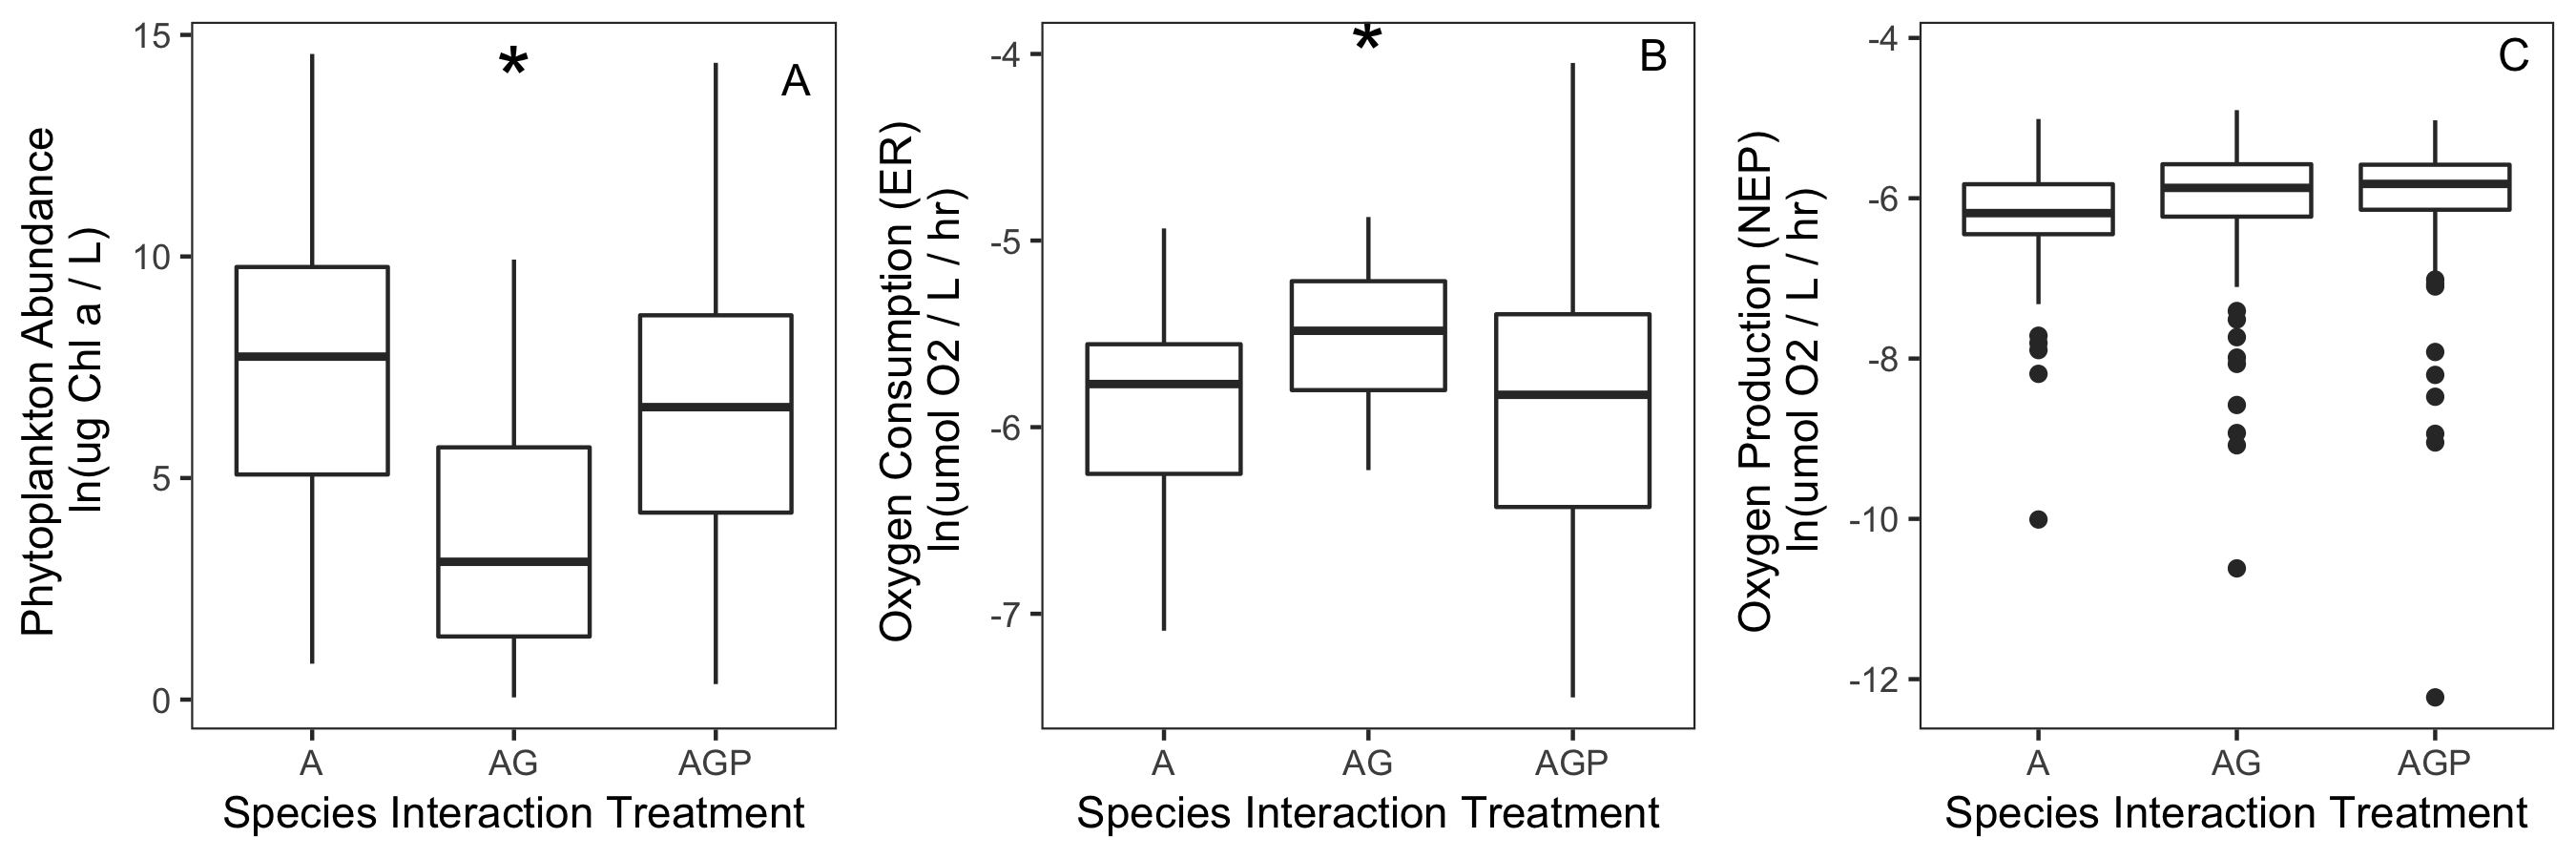 Phytoplankton Abundance
ln(ug Chl a / L)
15
10
5
0
*
A
A
AG
AGP
Species Interaction Treatment
Oxygen Consumption (ER)
ln(umol O2 / L / hr)
-4
-5
-6
-7
*
B
A
AG
AGP
Species Interaction Treatment
Oxygen Production (NEP)
ln(umol O2 / L / hr)
-4
-6
-8
-10
-12
C
A
AG
AGP
Species Interaction Treatment